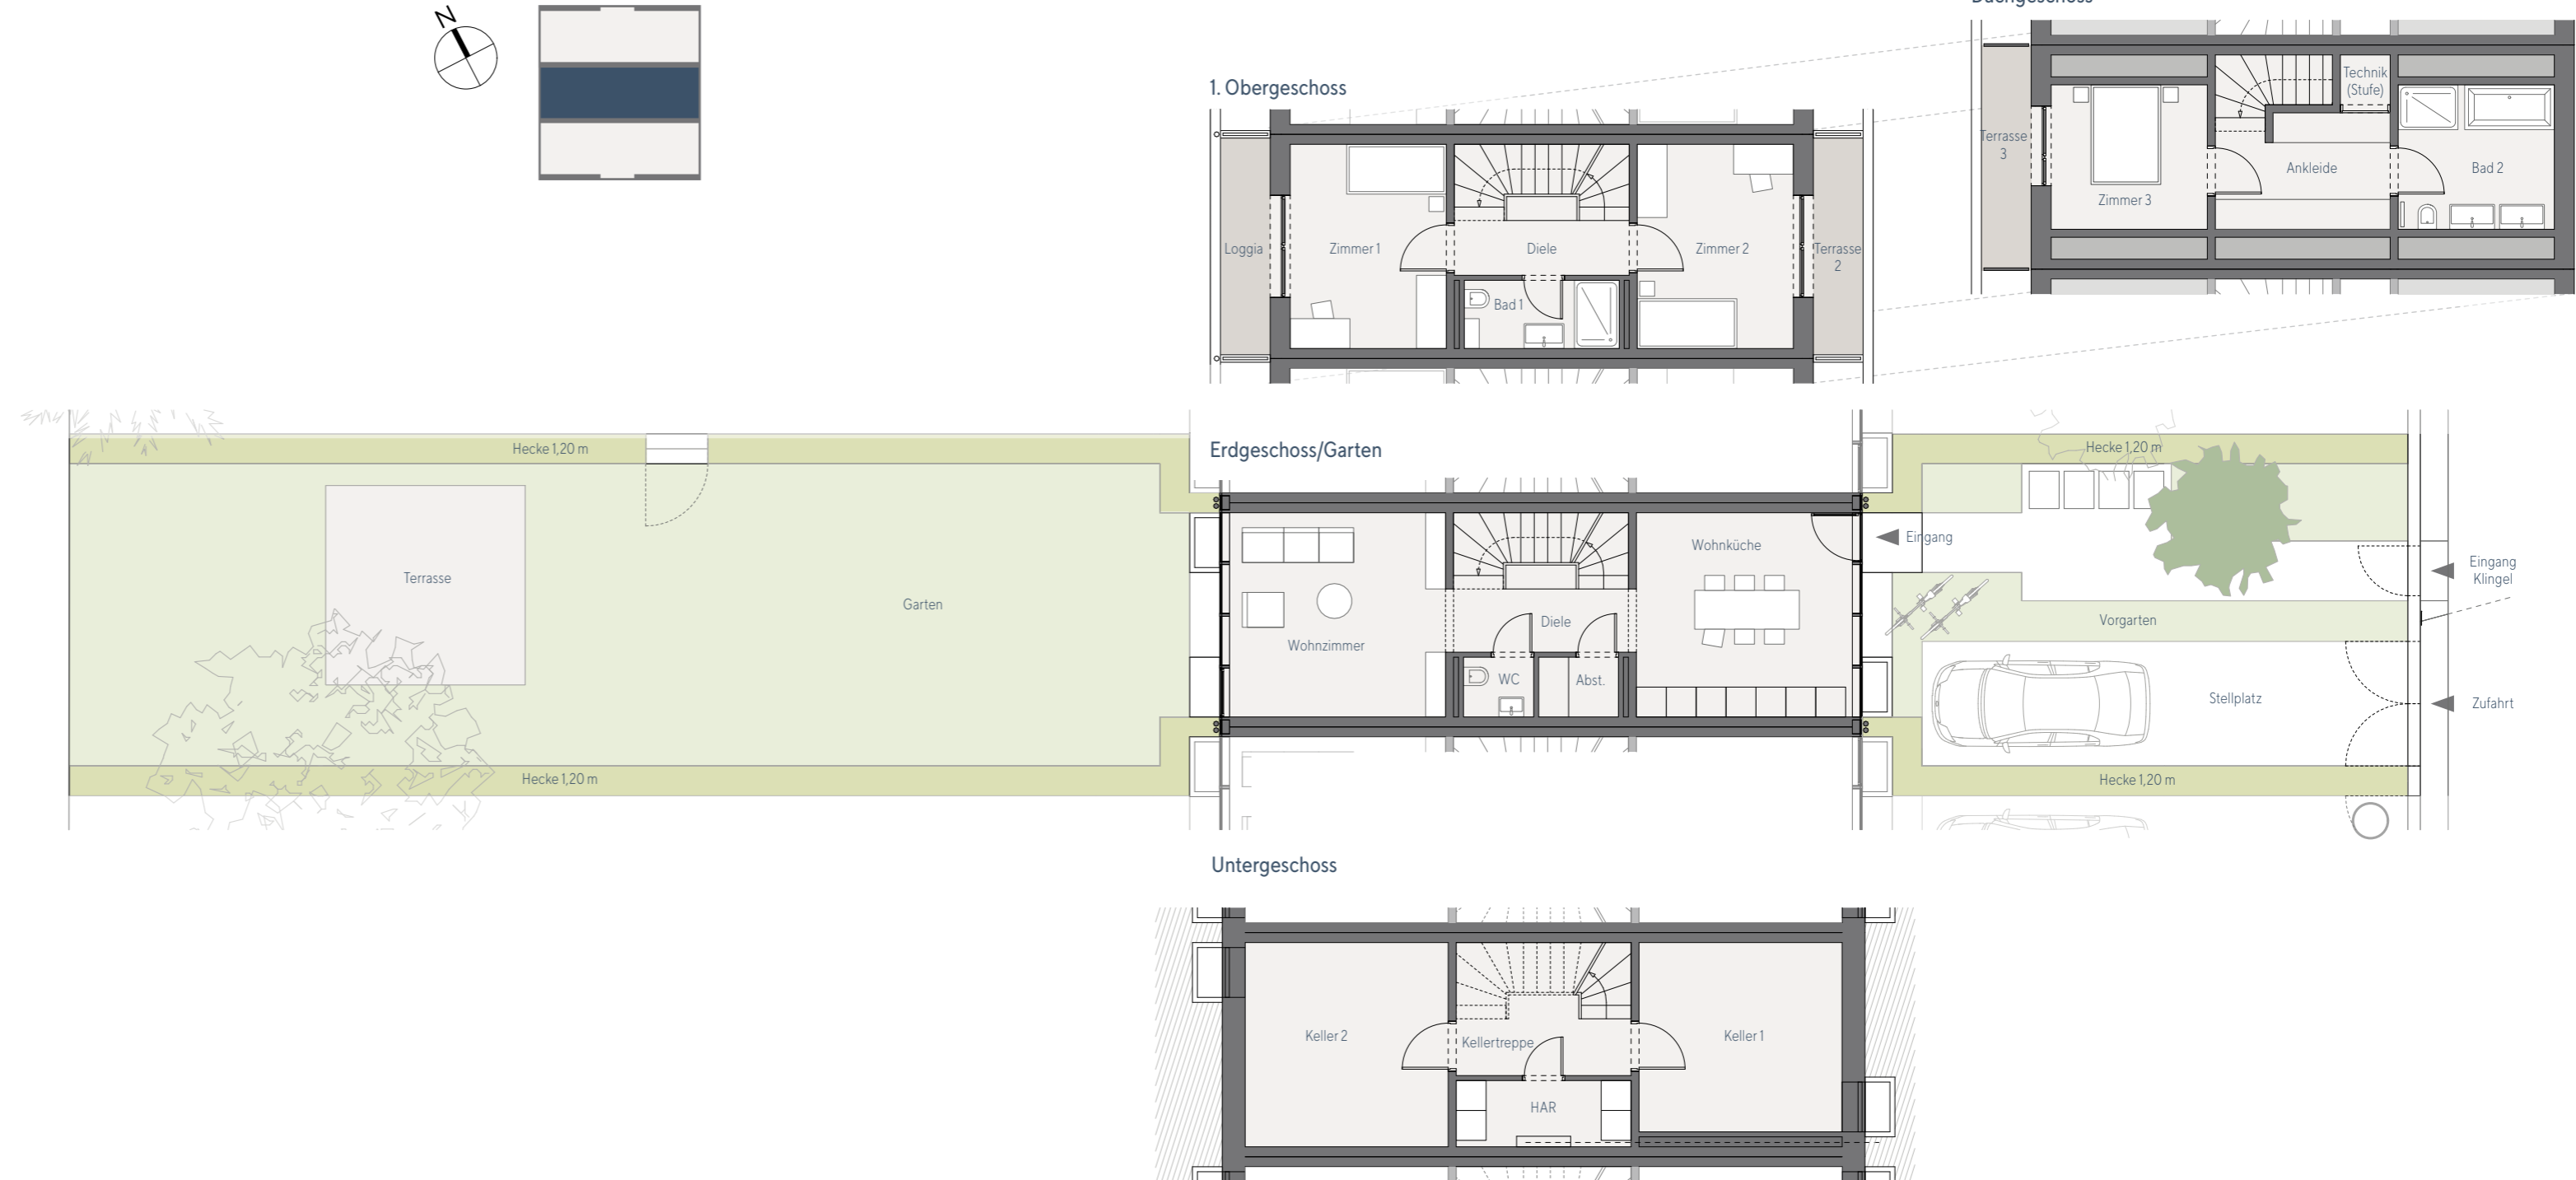 Dachgeschoss
N
1. Obergeschoss
Technik
(Stufe)
Terrasse
3
Zimmer 3
Ankleide
Bad 2
Loggia
Zimmer 1
Diele
Zimmer 2
Terrasse
2
Bad 1
Erdgeschoss/Garten
Hecke 1,20 m
Hecke 1,20 m
Eingang
Wohnküche
Eingang
Klingel
Terrasse
Garten
Diele
Vorgarten
Wohnzimmer
WC
Abst.
Stellplatz
Zufahrt
Hecke 1,20 m
Hecke 1,20 m
Untergeschoss
Keller 2
Kellertreppe
Keller 1
HAR